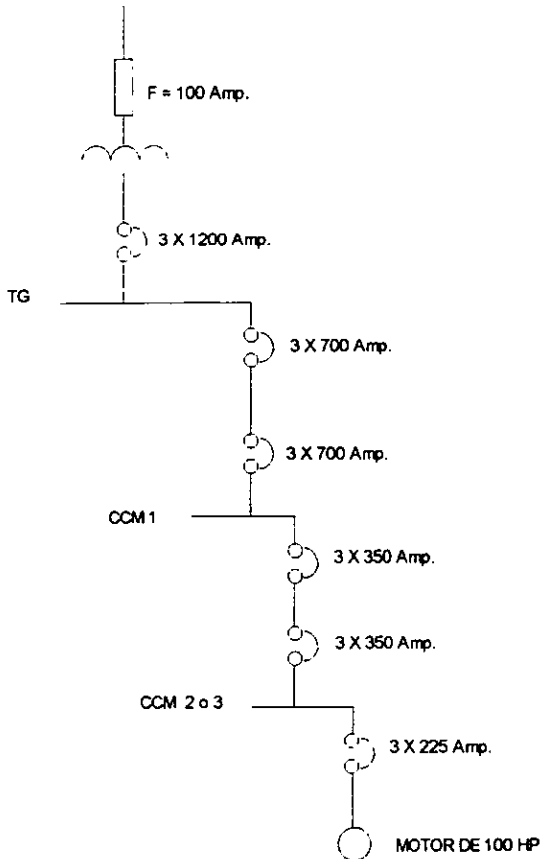 F = 100 Amp.
3 X 1200 Amp.
TG
3 X 700 Amp.
3 X 700 Amp.
CCM 1
3 X 350 Amp.
3 X 350 Amp.
CCM 2 o 3
3 X 225 Amp.
MOTOR DE 100 HP